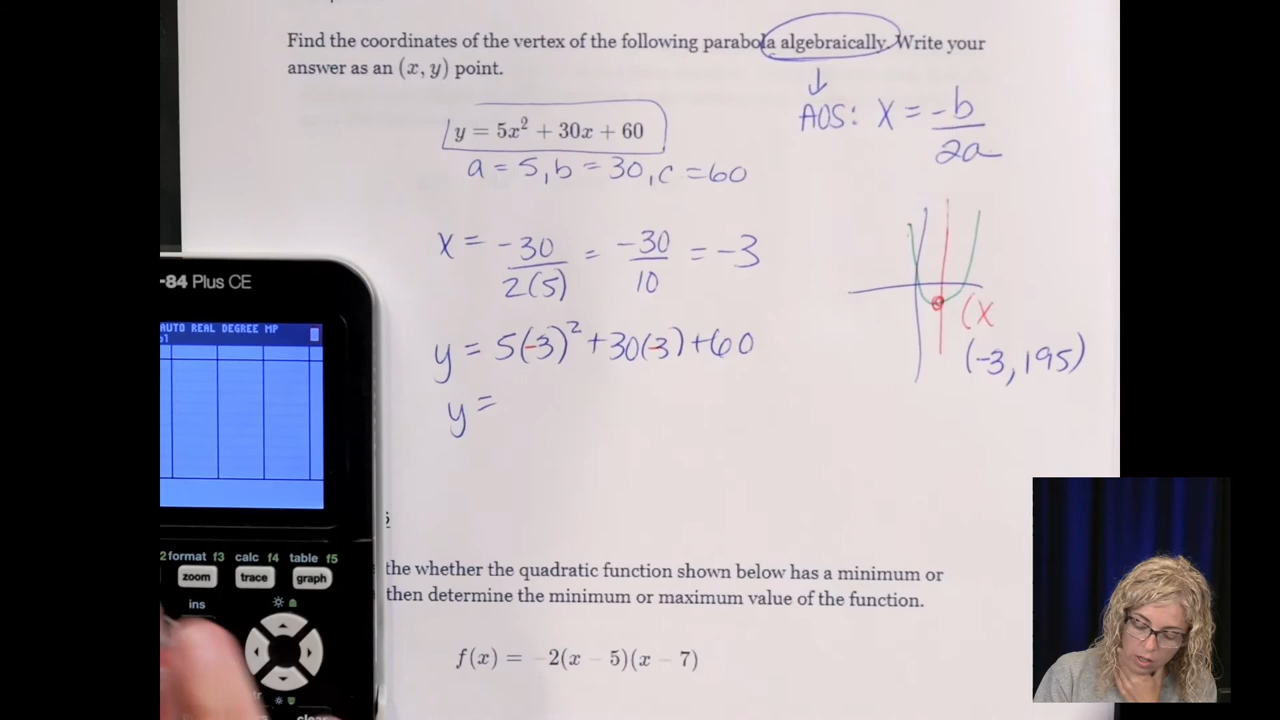 Find the coordinates of the vertex of the following parabola algebraically. Write your
answer as an (x, y) point.
AOS: x = -b/2a
y = 5x² + 30x + 60
a = 5, b = 30, c = 60
x = -30/2(5) = -30/10 = -3
y = 5(-3)² + 30(-3) + 60
(x
(-3, 195)
y =
-84 Plus CE
AUTO REAL DEGREE MP
2 format f3 calc f4 table f5
zoom trace graph
ins
clear
the whether the quadratic function shown below has a minimum or
then determine the minimum or maximum value of the function.
f(x) = -2(x - 5)(x - 7)